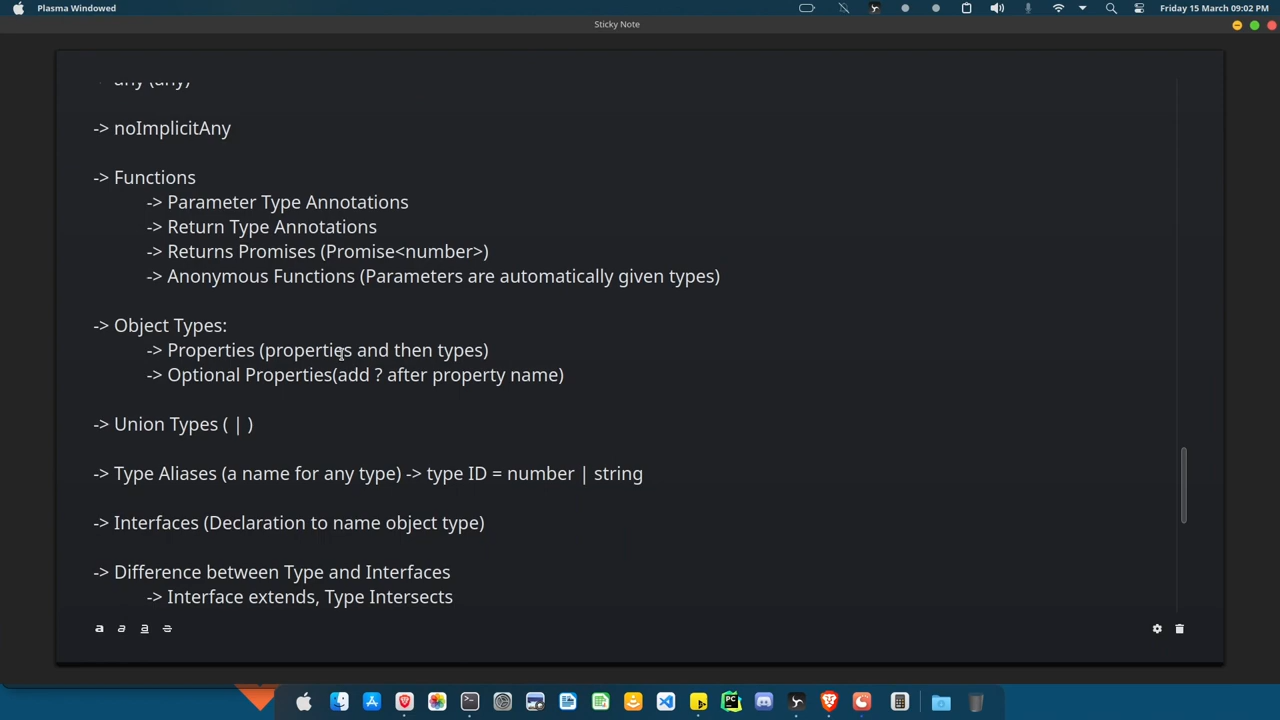 Plasma Windowed
Friday 15 March 09:02 PM
Sticky Note
any (any)
-> noImplicitAny
-> Functions
-> Parameter Type Annotations
-> Return Type Annotations
-> Returns Promises (Promise<number>)
-> Anonymous Functions (Parameters are automatically given types)
-> Object Types:
-> Properties (properties and then types)
-> Optional Properties(add ? after property name)
-> Union Types ( | )
-> Type Aliases (a name for any type) -> type ID = number | string
-> Interfaces (Declaration to name object type)
-> Difference between Type and Interfaces
-> Interface extends, Type Intersects
a a a